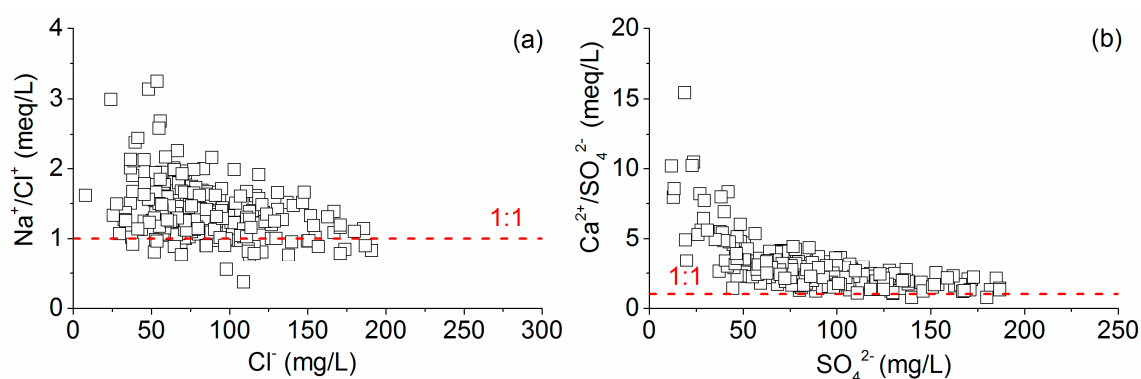 (a)
Na⁺/Cl⁺ (meq/L)
4
3
2
1
0
1:1
0 50 100 150 200 250 300
Cl⁻ (mg/L)
(b)
Ca²⁺/SO₄²⁻ (meq/L)
20
15
10
5
0
1:1
0 50 100 150 200 250
SO₄²⁻ (mg/L)